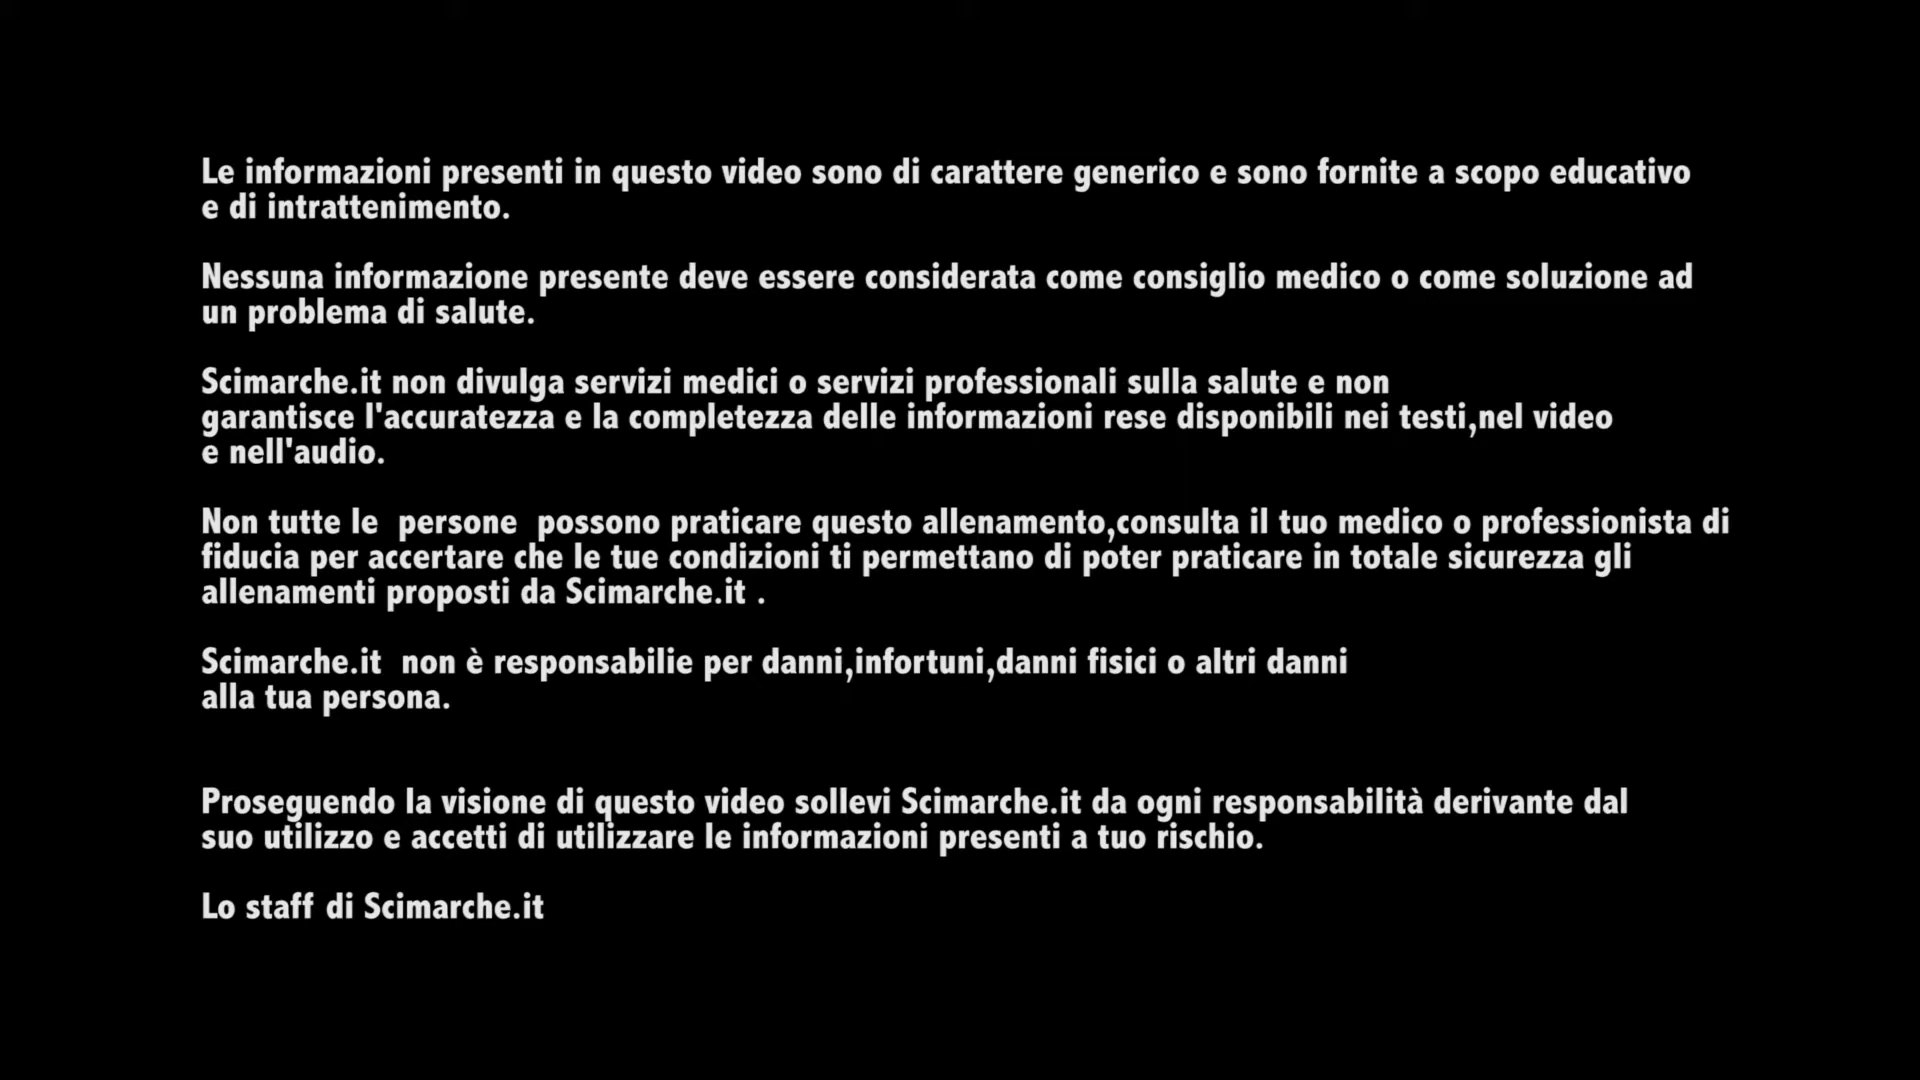 Le informazioni presenti in questo video sono di carattere generico e sono fornite a scopo educativo
e di intrattenimento.
Nessuna informazione presente deve essere considerata come consiglio medico o come soluzione ad
un problema di salute.
Scimarche.it non divulga servizi medici o servizi professionali sulla salute e non
garantisce l'accuratezza e la completezza delle informazioni rese disponibili nei testi,nel video
e nell'audio.
Non tutte le  persone  possono praticare questo allenamento,consulta il tuo medico o professionista di
fiducia per accertare che le tue condizioni ti permettano di poter praticare in totale sicurezza gli
allenamenti proposti da Scimarche.it .
Scimarche.it  non è responsabilie per danni,infortuni,danni fisici o altri danni
alla tua persona.
Proseguendo la visione di questo video sollevi Scimarche.it da ogni responsabilità derivante dal
suo utilizzo e accetti di utilizzare le informazioni presenti a tuo rischio.
Lo staff di Scimarche.it